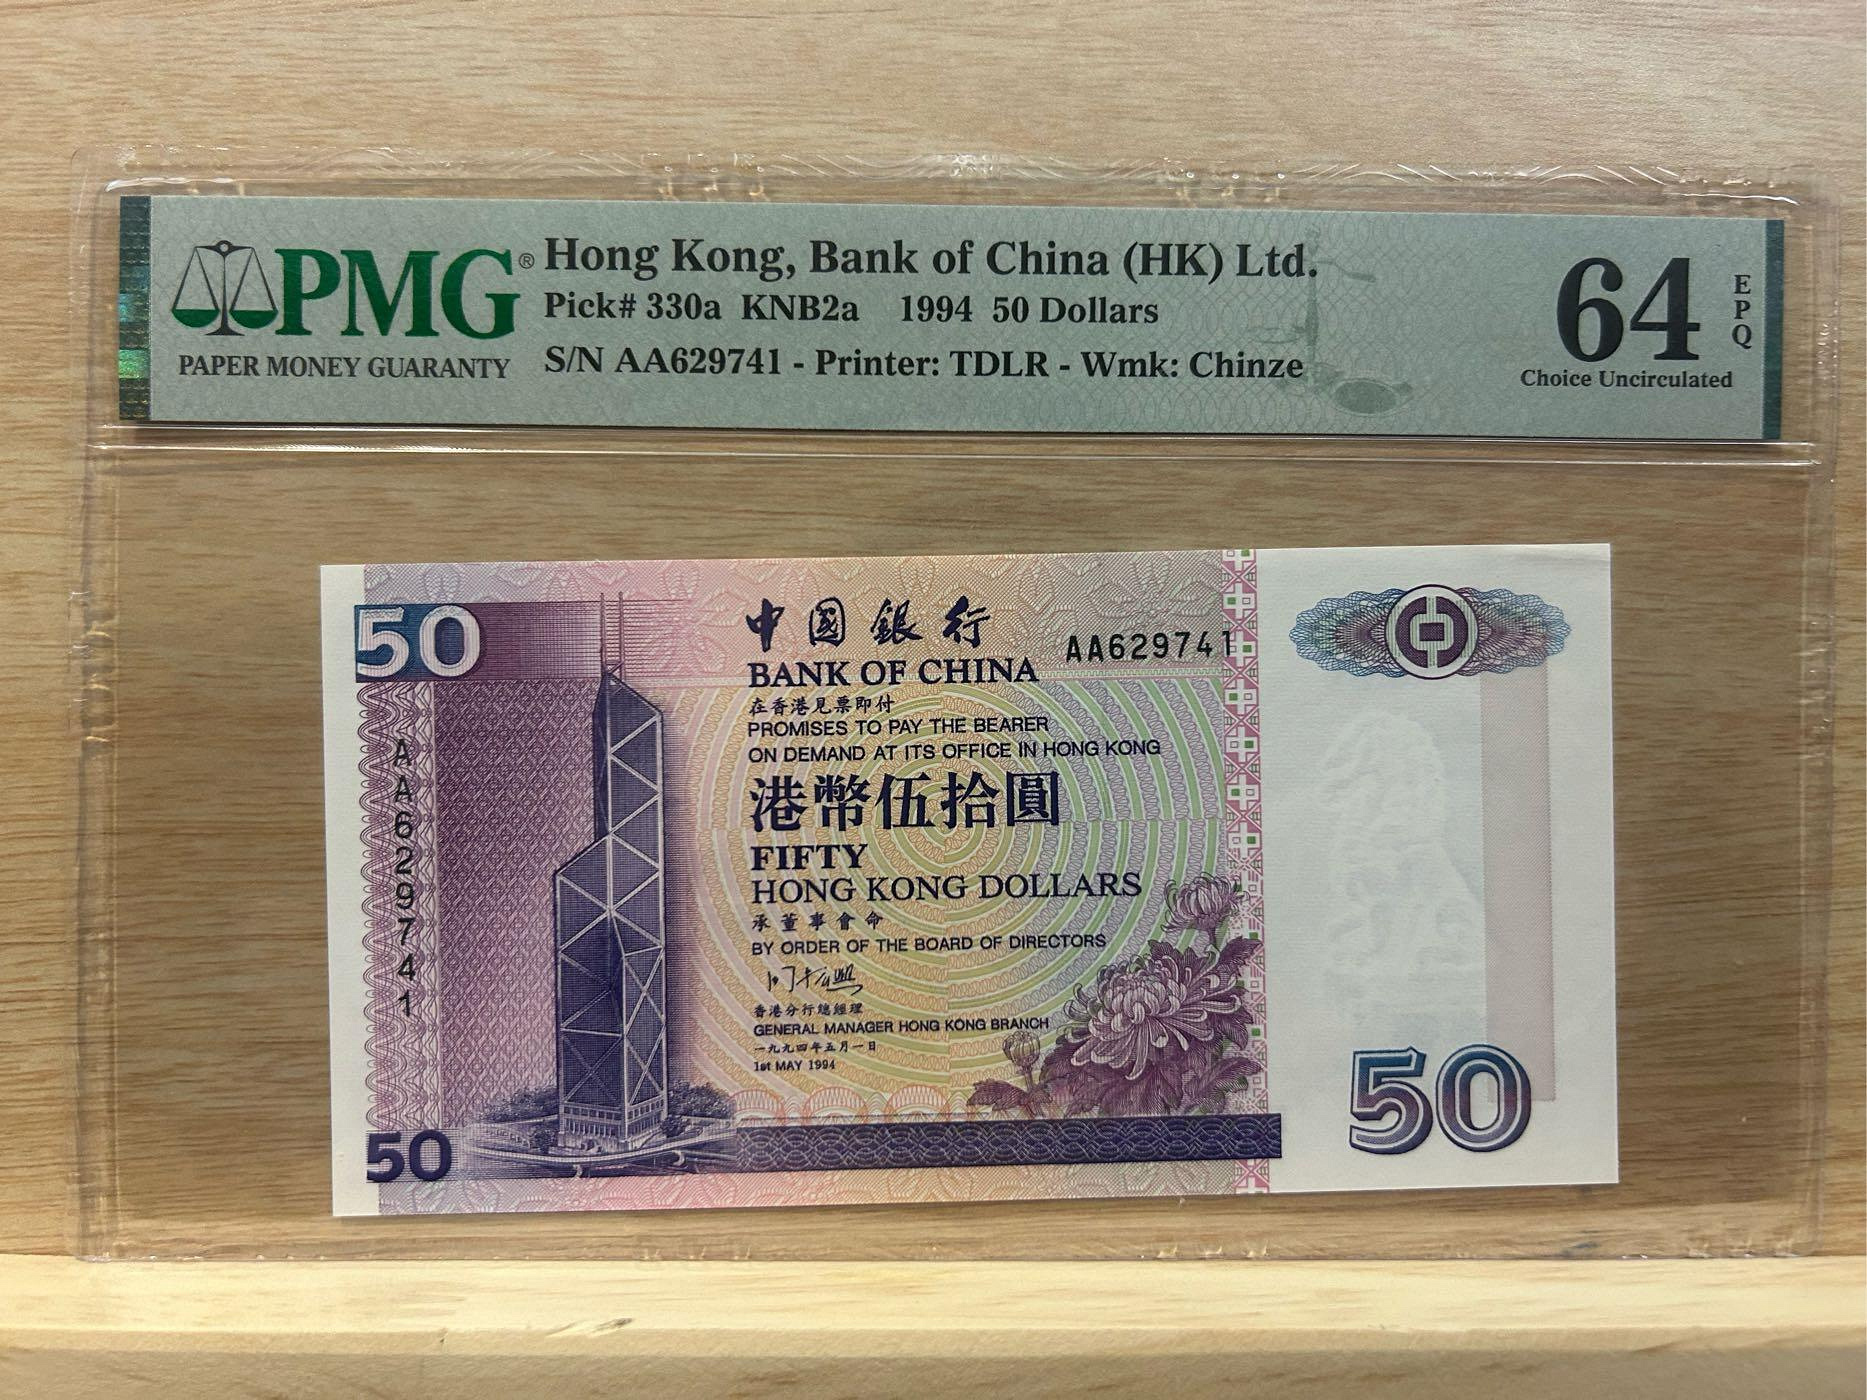 PMG®
PAPER MONEY GUARANTY
Hong Kong, Bank of China (HK) Ltd.
Pick# 330a KNB2a 1994 50 Dollars
S/N AA629741 - Printer: TDLR - Wmk: Chinze
64
EPQ
Choice Uncirculated
50
中國銀行
AA629741
BANK OF CHINA
在香港見票即付
PROMISES TO PAY THE BEARER
ON DEMAND AT ITS OFFICE IN HONG KONG
港幣伍拾圓
FIFTY
HONG KONG DOLLARS
承董事會命
BY ORDER OF THE BOARD OF DIRECTORS
香港分行總經理
GENERAL MANAGER HONG KONG BRANCH
一九九四年五月一日
1st MAY 1994
AA629741
50
50